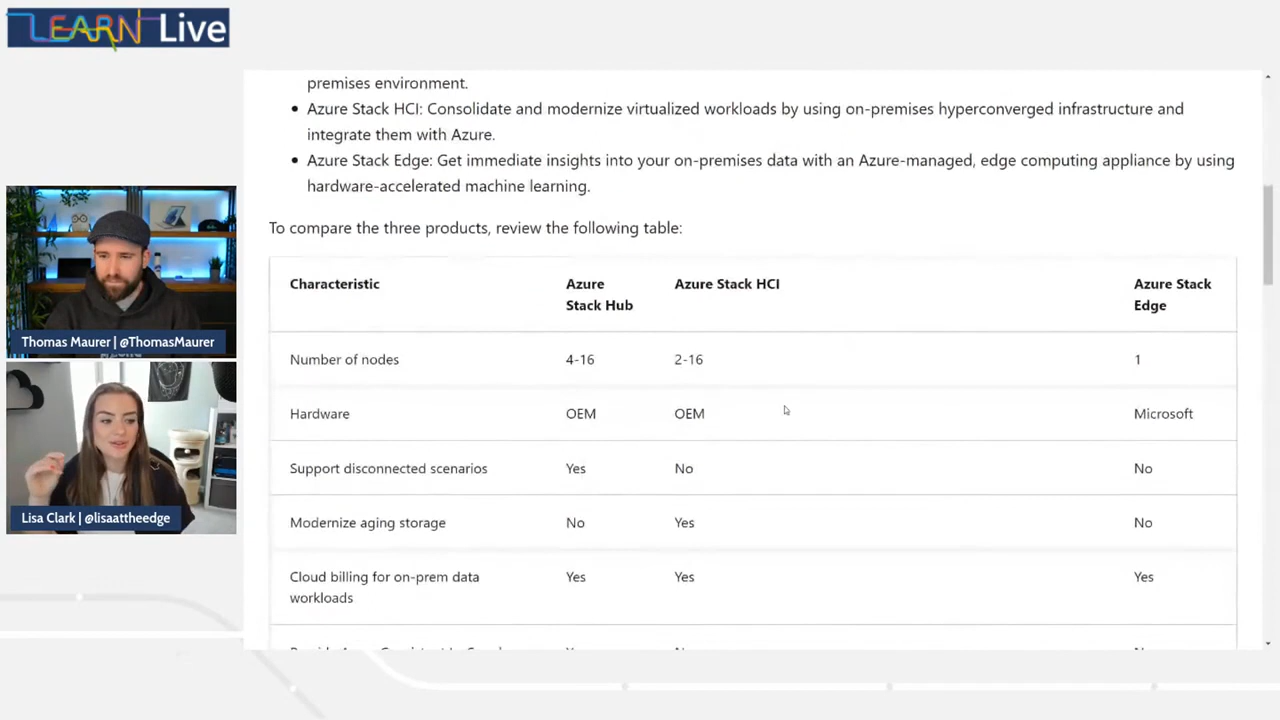 LEARN Live
premises environment.
• Azure Stack HCI: Consolidate and modernize virtualized workloads by using on-premises hyperconverged infrastructure and
integrate them with Azure.
• Azure Stack Edge: Get immediate insights into your on-premises data with an Azure-managed, edge computing appliance by using
hardware-accelerated machine learning.
To compare the three products, review the following table:
Characteristic Azure Stack Hub Azure Stack HCI Azure Stack Edge
Number of nodes 4-16 2-16 1
Hardware OEM OEM Microsoft
Support disconnected scenarios Yes No No
Modernize aging storage No Yes No
Cloud billing for on-prem data workloads Yes Yes Yes
Thomas Maurer | @ThomasMaurer
Lisa Clark | @lisaattheedge